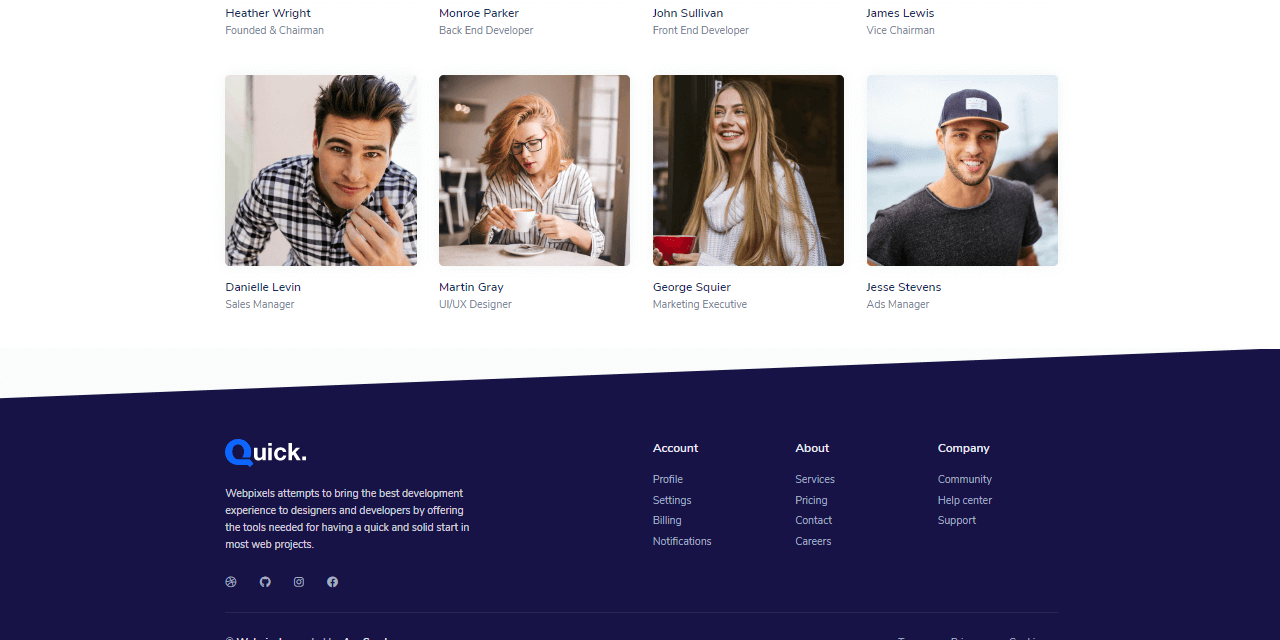 Heather Wright
Founded & Chairman
Monroe Parker
Back End Developer
John Sullivan
Front End Developer
James Lewis
Vice Chairman
Danielle Levin
Sales Manager
Martin Gray
UI/UX Designer
George Squier
Marketing Executive
Jesse Stevens
Ads Manager
Quick.
Webpixels attempts to bring the best development
experience to designers and developers by offering
the tools needed for having a quick and solid start in
most web projects.
Account
Profile
Settings
Billing
Notifications
About
Services
Pricing
Contact
Careers
Company
Community
Help center
Support